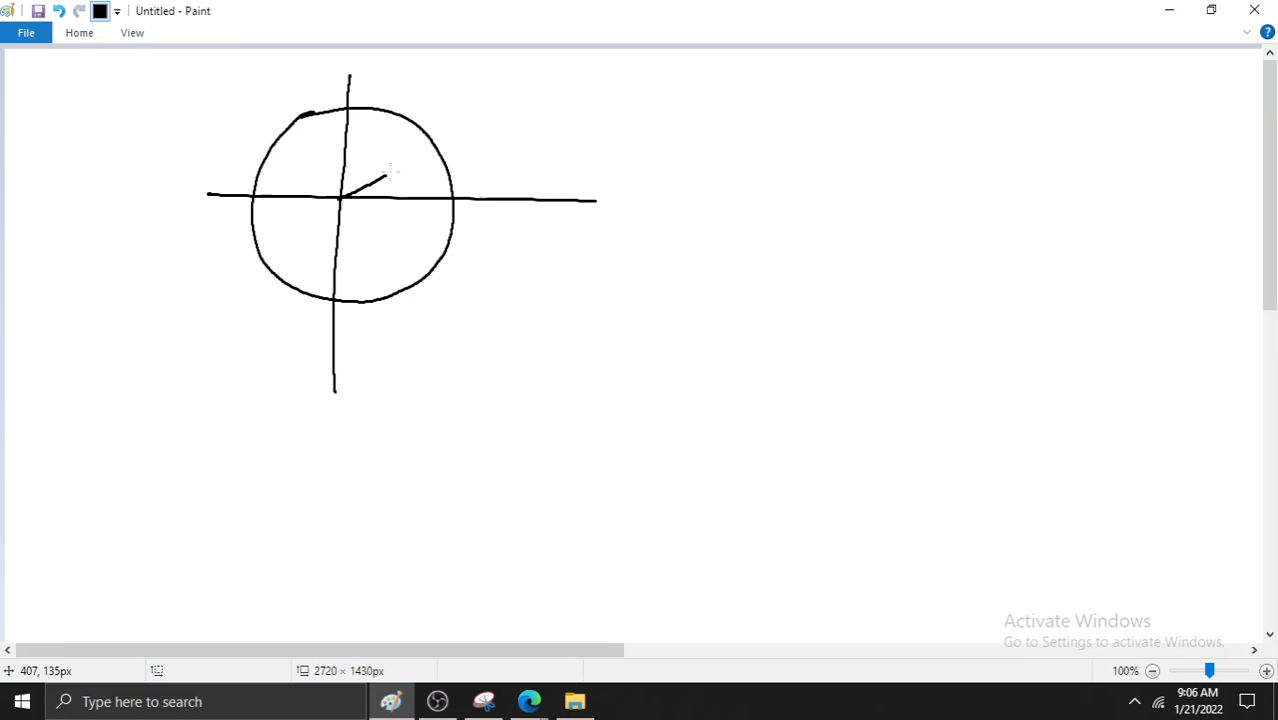 Untitled - Paint
File Home View
Activate Windows
Go to Settings to activate Windows.
407, 135px
2720 × 1430px
100%
Type here to search
9:06 AM
1/21/2022